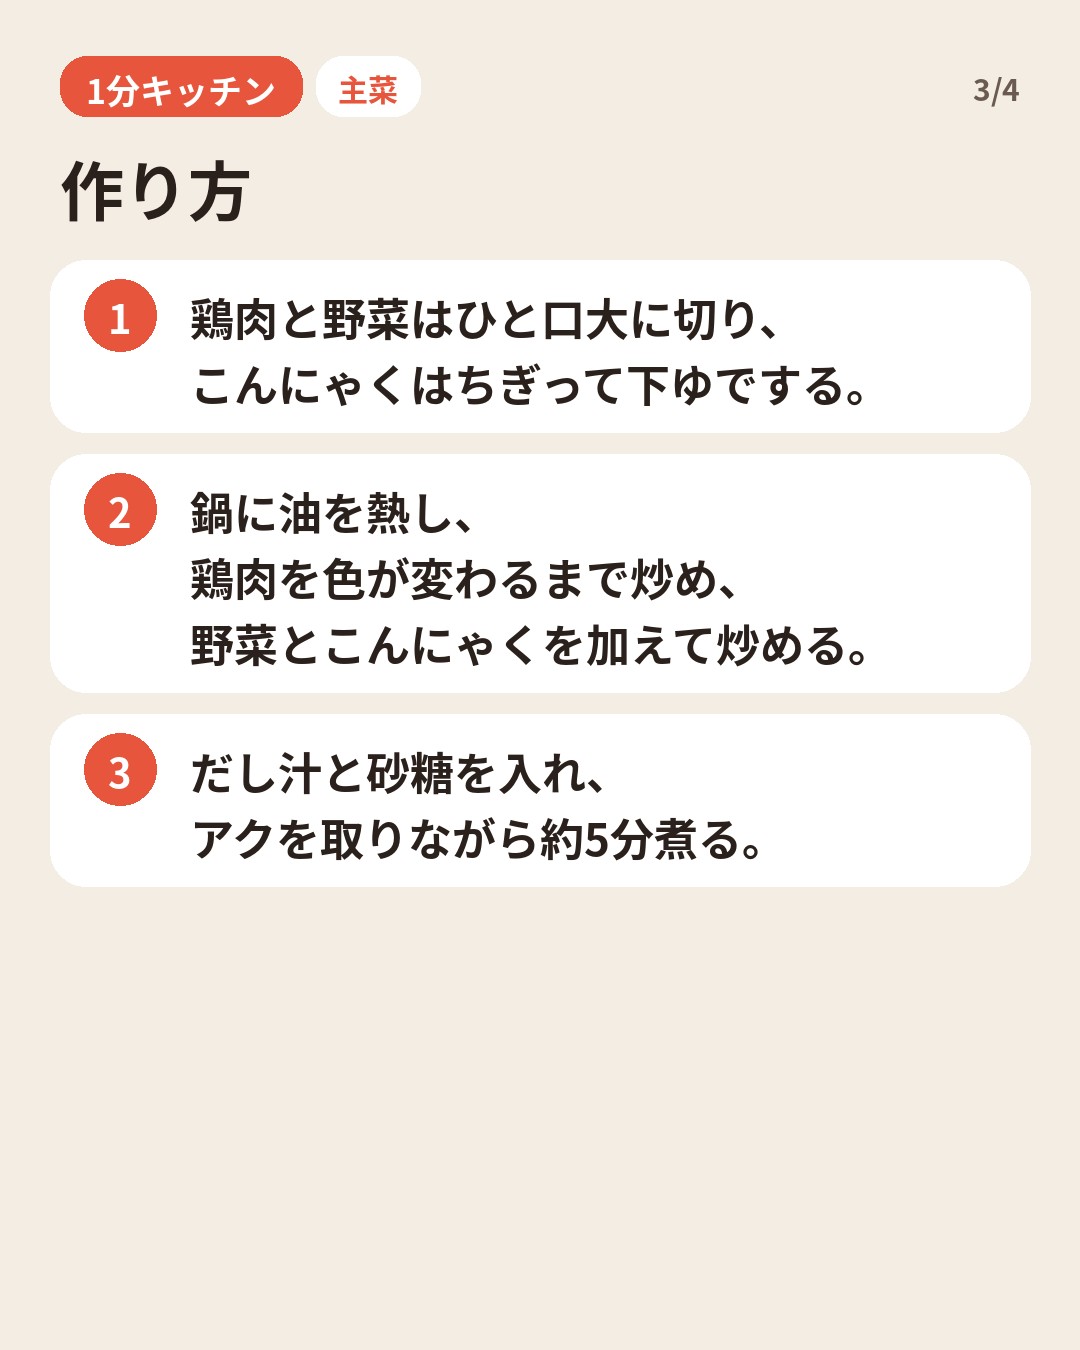 1分キッチン
主菜
3/4
作り方
1
鶏肉と野菜はひと口大に切り、
こんにゃくはちぎって下ゆでする。
2
鍋に油を熱し、
鶏肉を色が変わるまで炒め、
野菜とこんにゃくを加えて炒める。
3
だし汁と砂糖を入れ、
アクを取りながら約5分煮る。